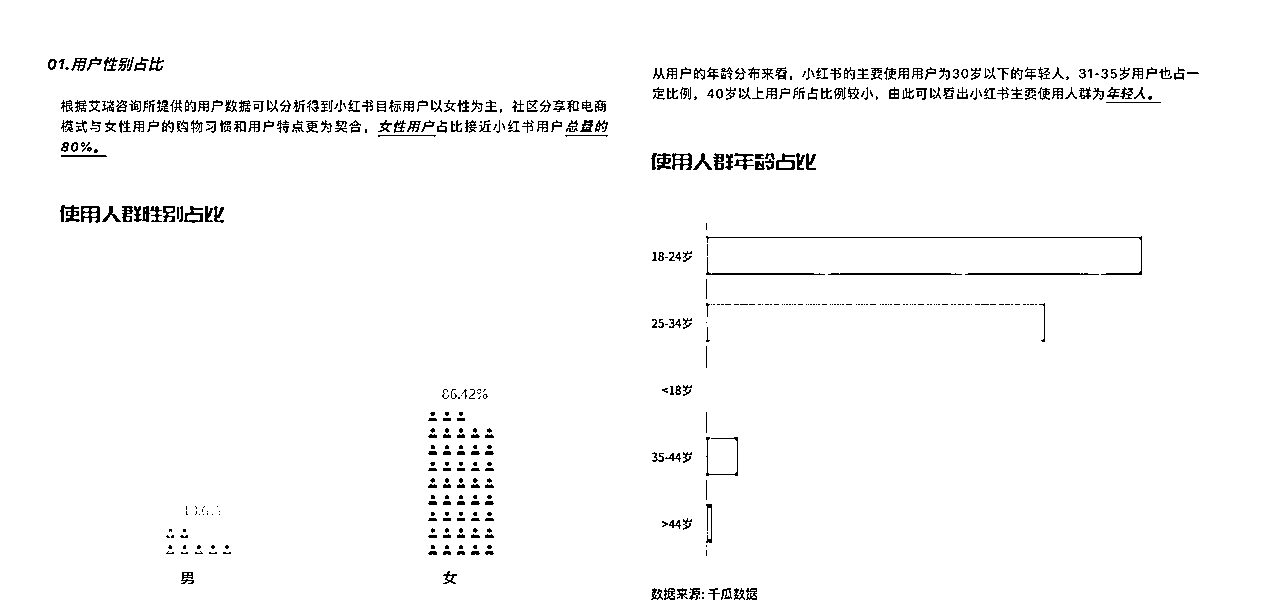 01.用户性别占比
根据艾瑞咨询所提供的用户数据可以分析得到小红书目标用户以女性为主，社区分享和电商
模式与女性用户的购物习惯和用户特点更为契合，女性用户占比接近小红书用户总量的
80%。
使用人群性别占比
86.42%
男
女
从用户的年龄分布来看，小红书的主要使用用户为30岁以下的年轻人，31-35岁用户也占一
定比例，40岁以上用户所占比例较小，由此可以看出小红书主要使用人群为年轻人。
使用人群年龄占比
18-24岁
25-34岁
<18岁
35-44岁
>44岁
数据来源: 千瓜数据